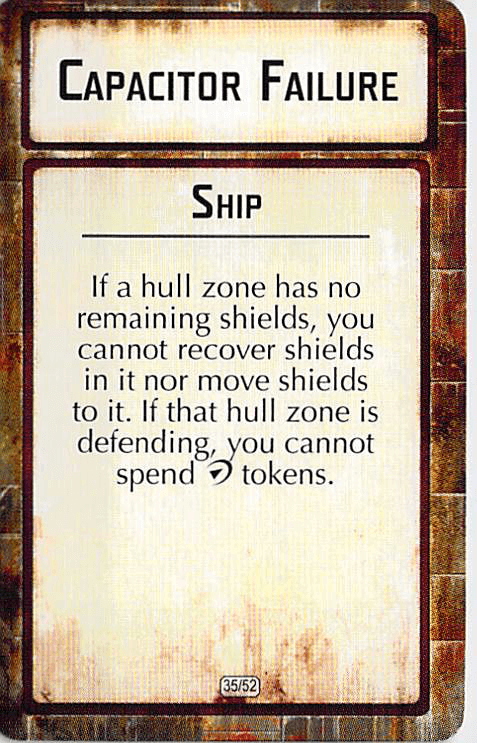 CAPACITOR FAILURE
SHIP
If a hull zone has no
remaining shields, you
cannot recover shields
in it nor move shields
to it. If that hull zone is
defending, you cannot
spend tokens.
35/52